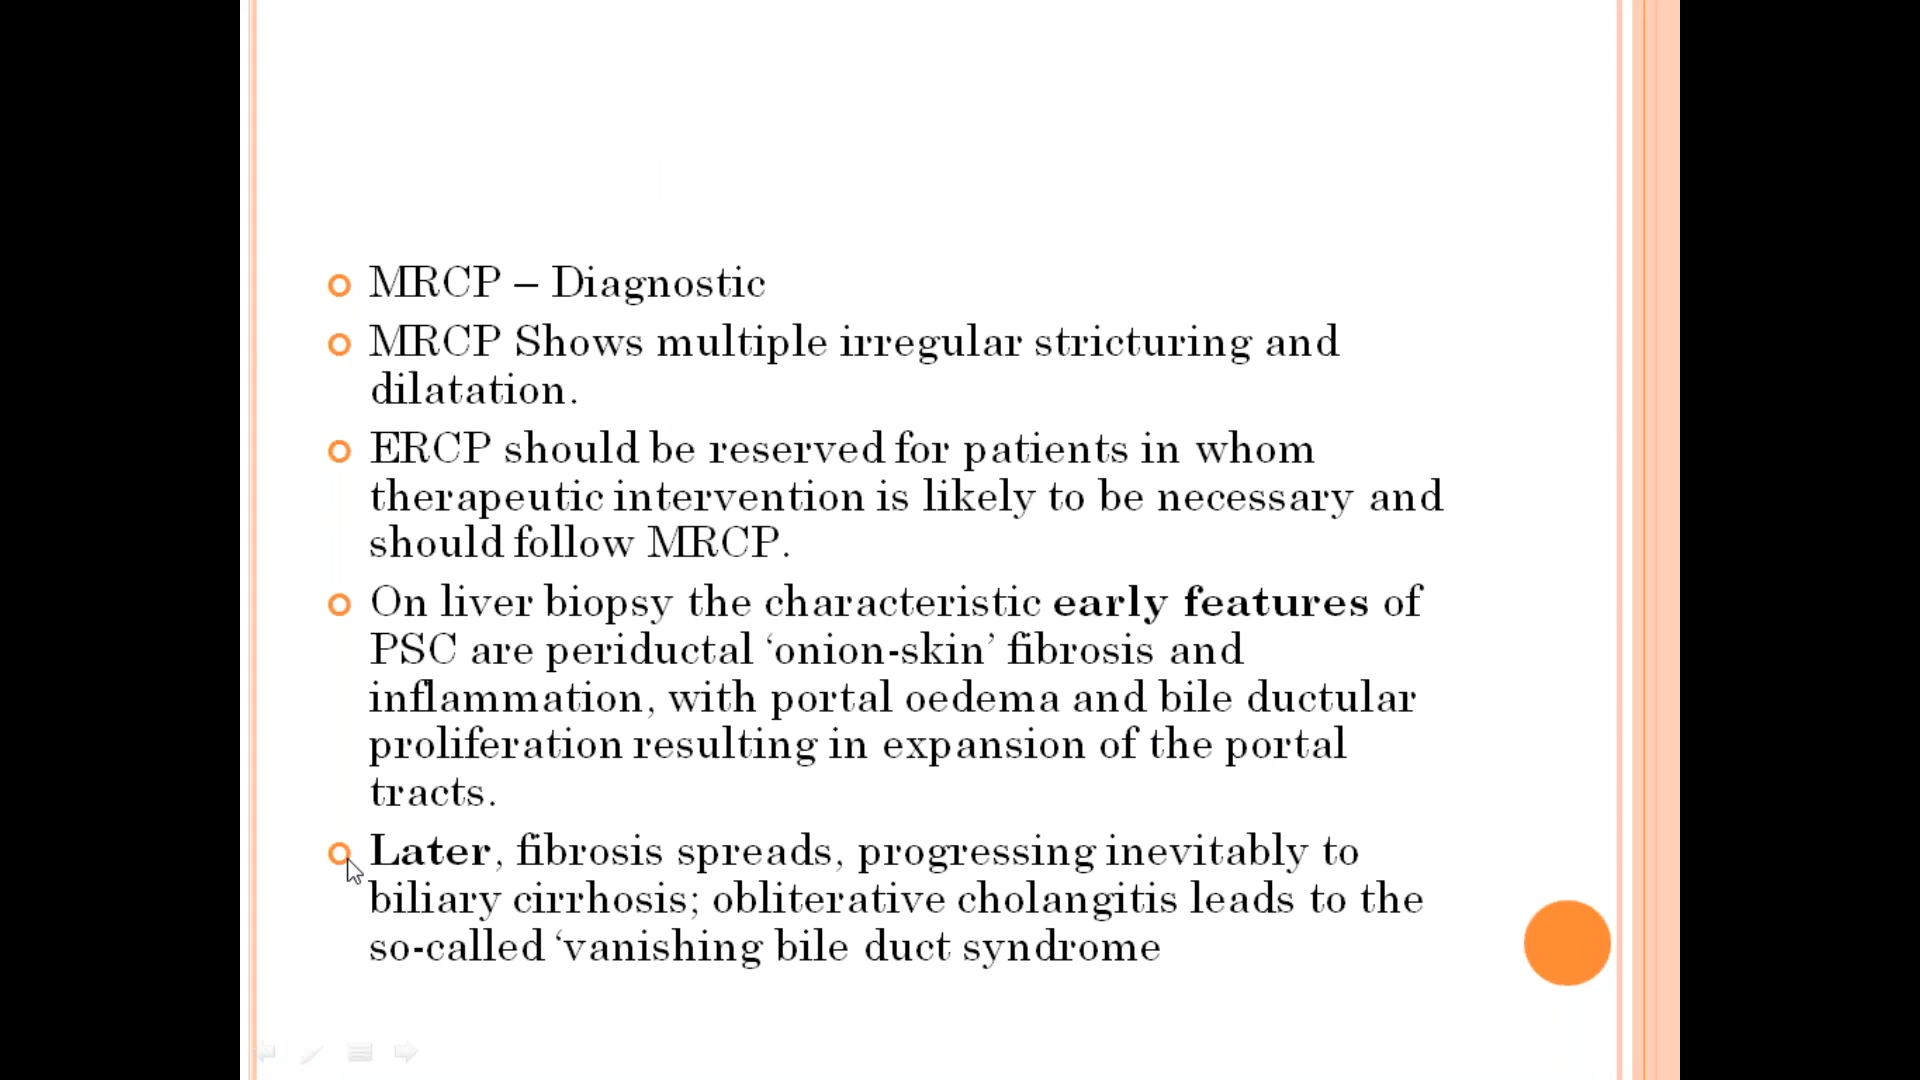 MRCP – Diagnostic
MRCP Shows multiple irregular stricturing and
dilatation.
ERCP should be reserved for patients in whom
therapeutic intervention is likely to be necessary and
should follow MRCP.
On liver biopsy the characteristic early features of
PSC are periductal ‘onion-skin’ fibrosis and
inflammation, with portal oedema and bile ductular
proliferation resulting in expansion of the portal
tracts.
Later, fibrosis spreads, progressing inevitably to
biliary cirrhosis; obliterative cholangitis leads to the
so-called ‘vanishing bile duct syndrome